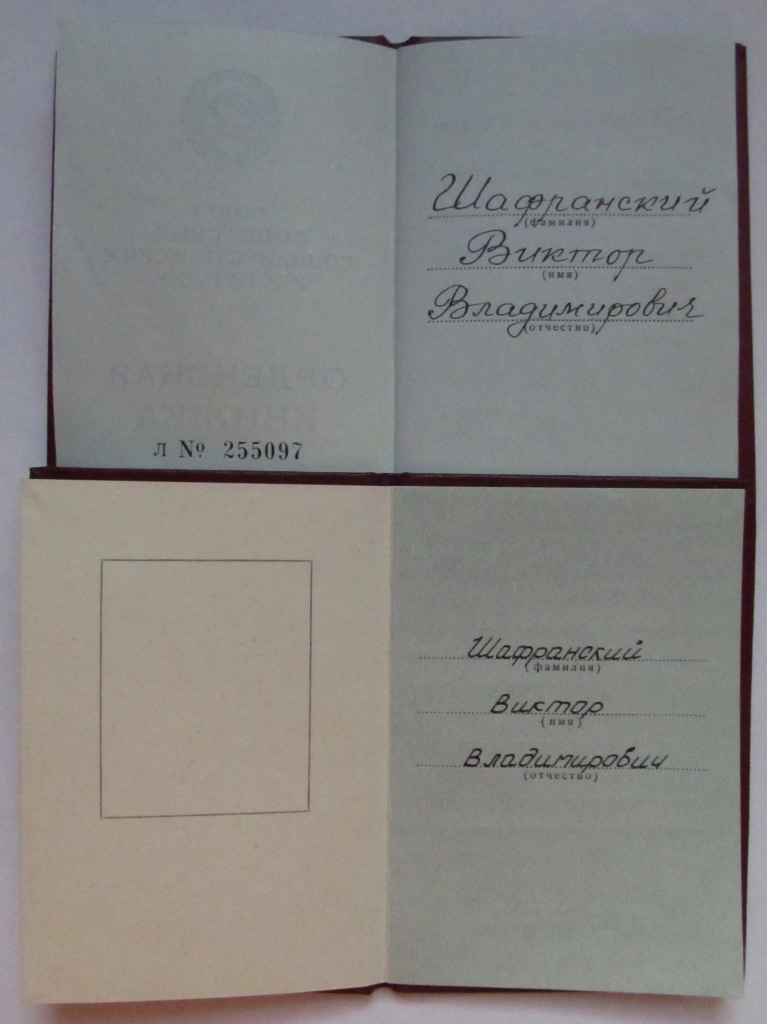 Л № 255097
Шафранский
(фамилия)
Виктор
(имя)
Владимирович
(отчество)
Шафранский
(фамилия)
Виктор
(имя)
Владимирович
(отчество)